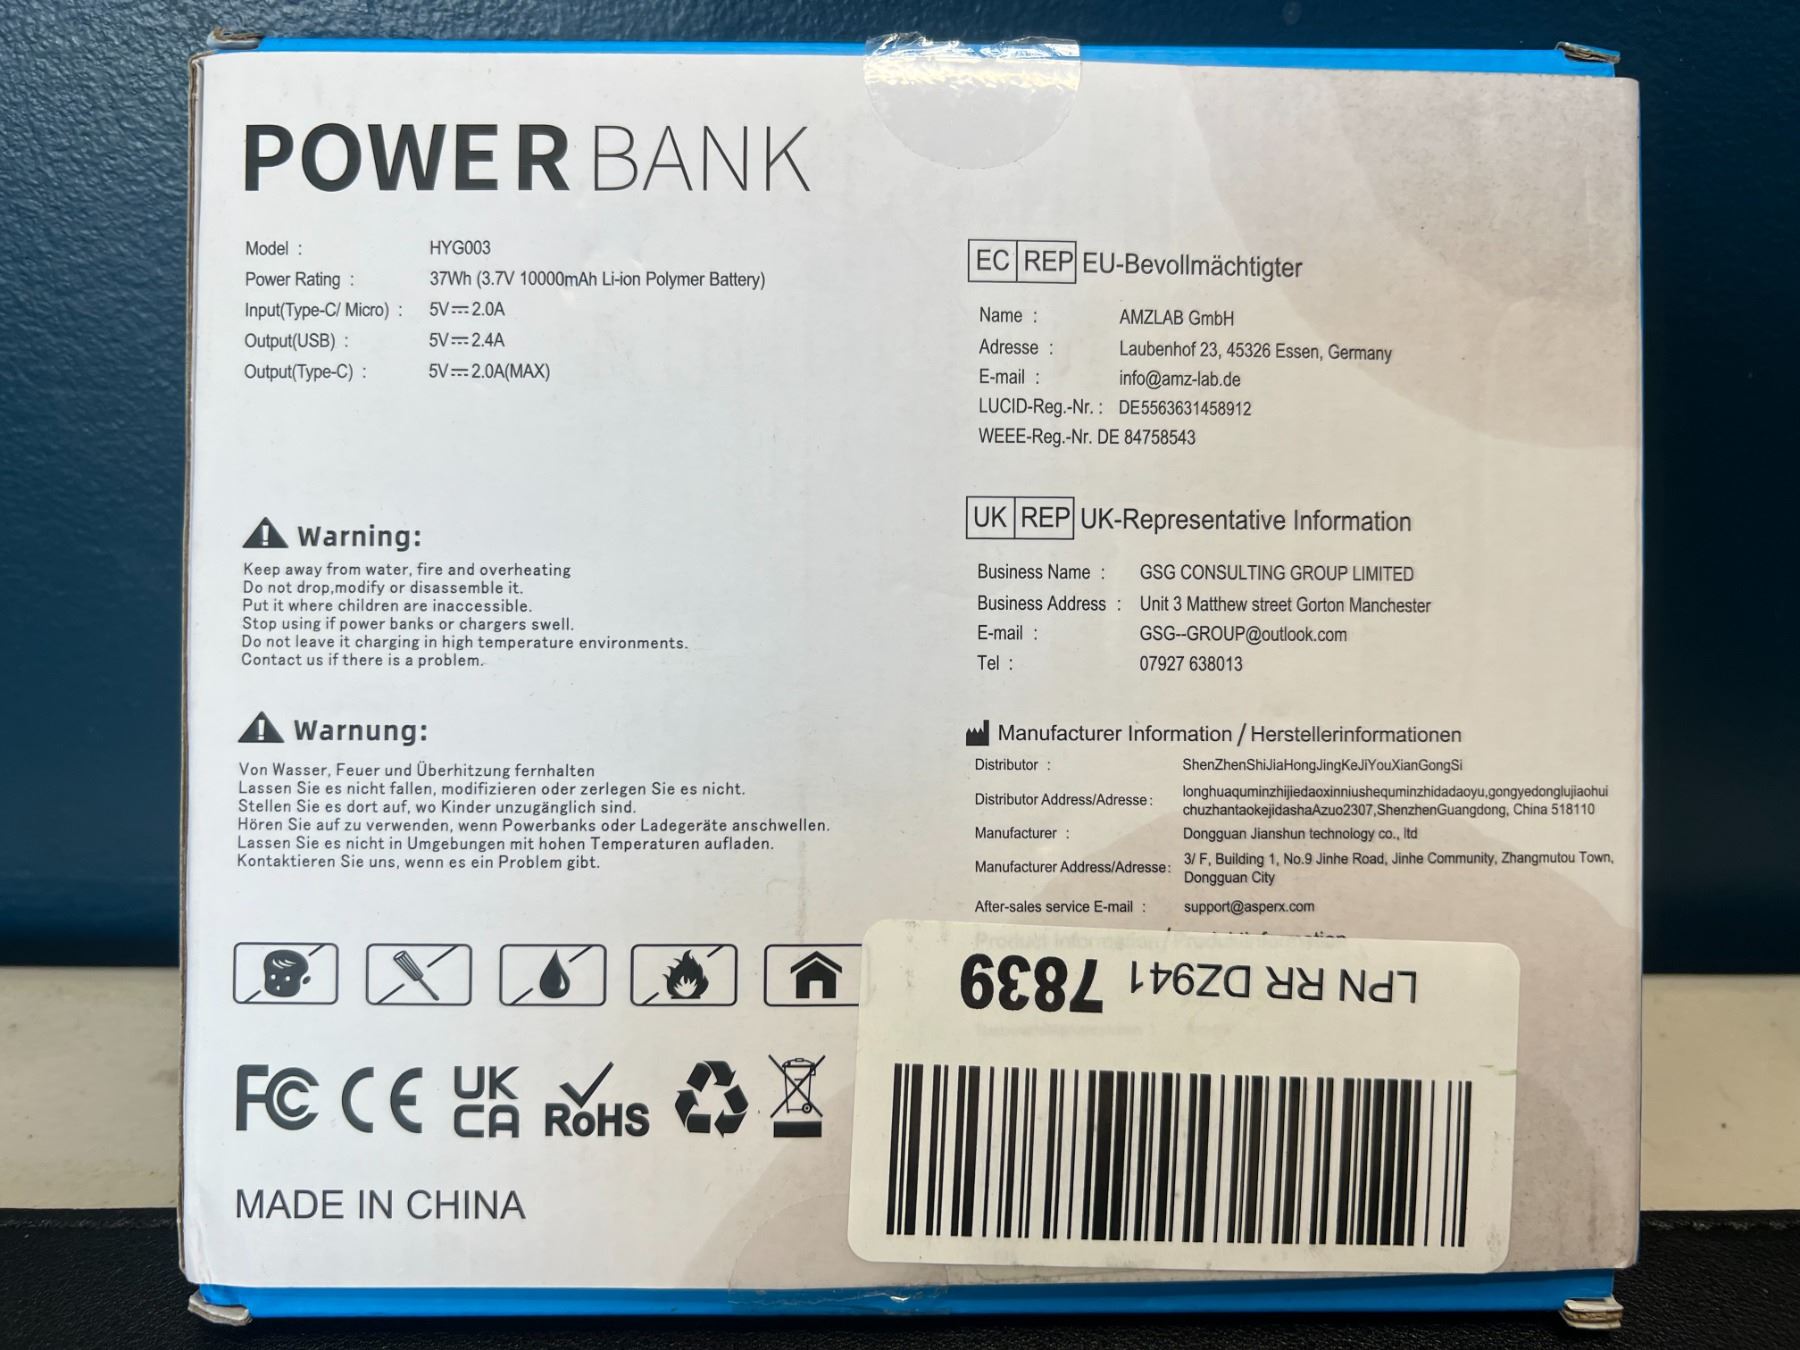 POWER BANK
Model : HYG003
Power Rating : 37Wh (3.7V 10000mAh Li-ion Polymer Battery)
Input(Type-C/ Micro) : 5V⎓2.0A
Output(USB) : 5V⎓2.4A
Output(Type-C) : 5V⎓2.0A(MAX)
Warning:
Keep away from water, fire and overheating
Do not drop,modify or disassemble it.
Put it where children are inaccessible.
Stop using if power banks or chargers swell.
Do not leave it charging in high temperature environments.
Contact us if there is a problem.
Warnung:
Von Wasser, Feuer und Überhitzung fernhalten
Lassen Sie es nicht fallen, modifizieren oder zerlegen Sie es nicht.
Stellen Sie es dort auf, wo Kinder unzugänglich sind.
Hören Sie auf zu verwenden, wenn Powerbanks oder Ladegeräte anschwellen.
Lassen Sie es nicht in Umgebungen mit hohen Temperaturen aufladen.
Kontaktieren Sie uns, wenn es ein Problem gibt.
FC CE UK CA RoHS
MADE IN CHINA
EC REP EU-Bevollmächtigter
Name : AMZLAB GmbH
Adresse : Laubenhof 23, 45326 Essen, Germany
E-mail : info@amz-lab.de
LUCID-Reg.-Nr. : DE5563631458912
WEEE-Reg.-Nr. DE 84758543
UK REP UK-Representative Information
Business Name : GSG CONSULTING GROUP LIMITED
Business Address : Unit 3 Matthew street Gorton Manchester
E-mail : GSG--GROUP@outlook.com
Tel : 07927 638013
Manufacturer Information / Herstellerinformationen
Distributor : ShenZhenShiJiaHongJingKeJiYouXianGongSi
Distributor Address/Adresse : longhuaquminzhijiedaoxinniushequminzhidadaoyu,gongyedonglujiaohui
chuzhantaokejidashaAzuo2307,ShenzhenGuangdong, China 518110
Manufacturer : Dongguan Jianshun technology co., ltd
Manufacturer Address/Adresse: 3/ F, Building 1, No.9 Jinhe Road, Jinhe Community, Zhangmutou Town,
Dongguan City
After-sales service E-mail : support@asperx.com
Product Information / Produktinformation
LPN RR DZ941 7839